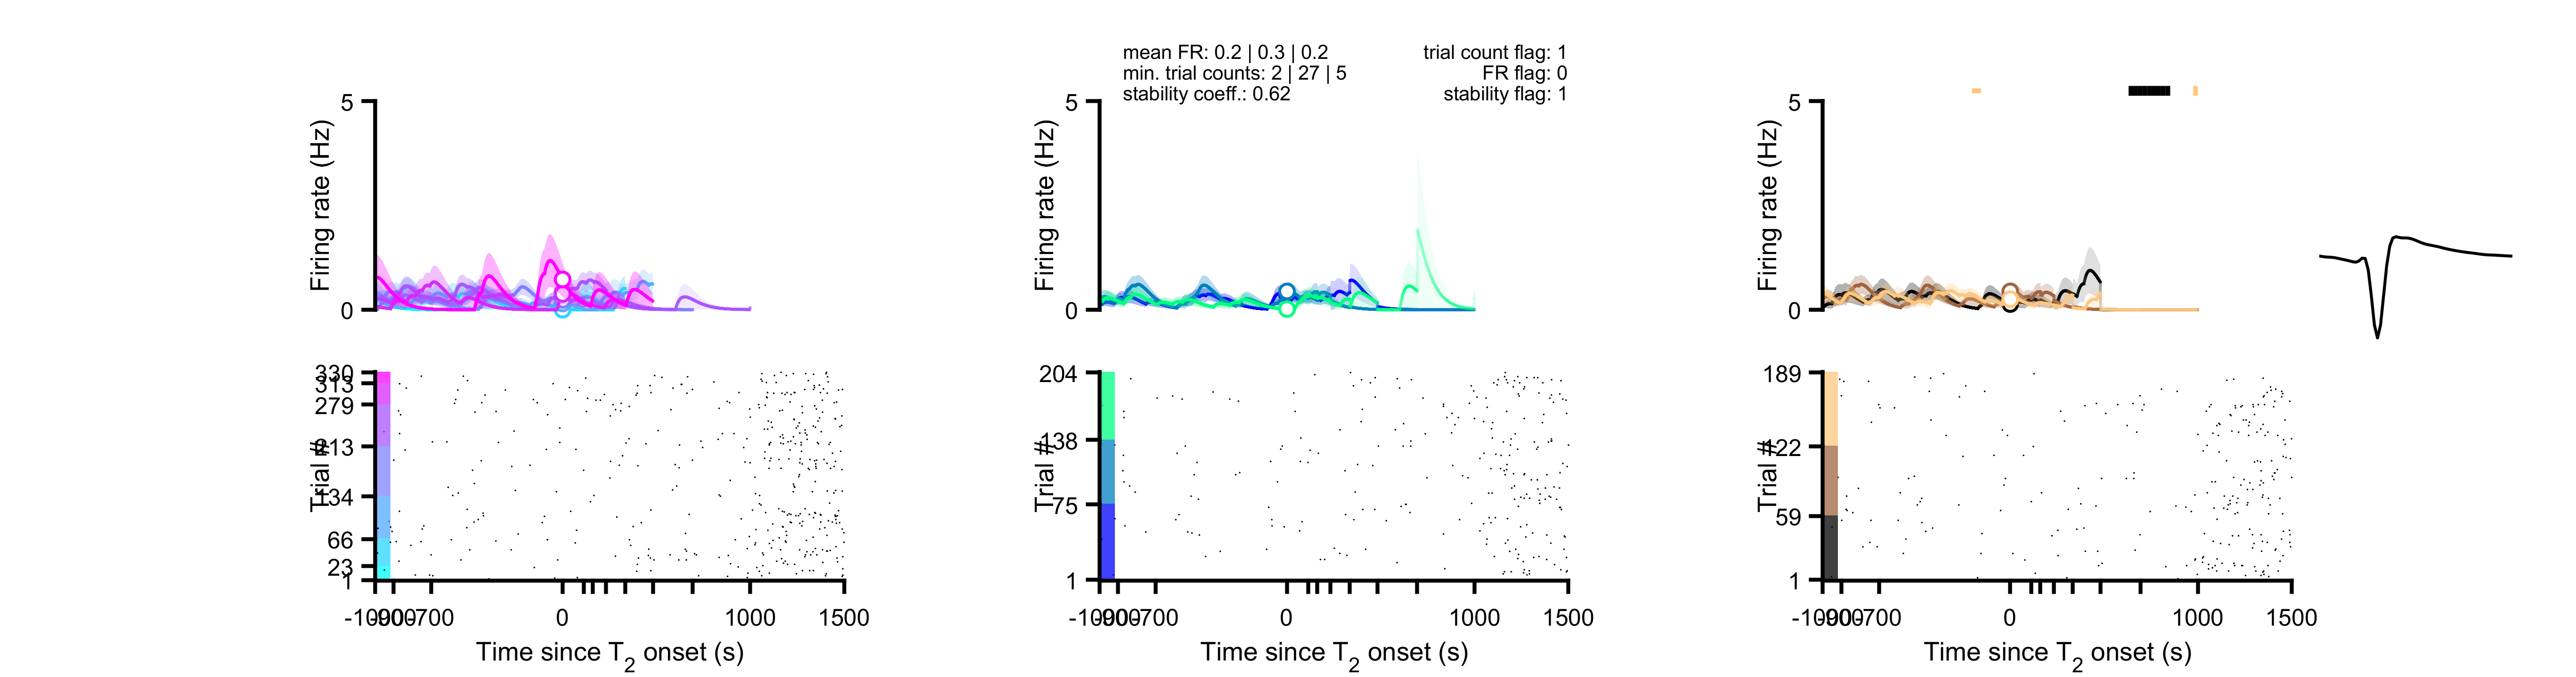 mean FR: 0.2 | 0.3 | 0.2
min. trial counts: 2 | 27 | 5
stability coeff.: 0.62
trial count flag: 1
FR flag: 0
stability flag: 1
5
0
Firing rate (Hz)
5
0
Firing rate (Hz)
5
0
Firing rate (Hz)
330
313
279
213
134
66
23
1
Trial #
204
138
75
1
Trial #
189
122
59
1
Trial #
-700
0
1000
1500
Time since T2 onset (s)
-700
0
1000
1500
Time since T2 onset (s)
-700
0
1000
1500
Time since T2 onset (s)